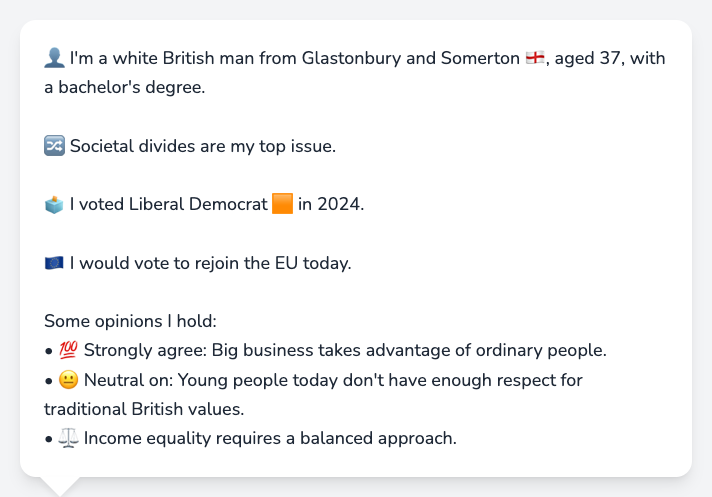 👤 I'm a white British man from Glastonbury and Somerton 🏴󠁧󠁢󠁥󠁮󠁧󠁿, aged 37, with
a bachelor's degree.
🔀 Societal divides are my top issue.
🗳️ I voted Liberal Democrat 🟧 in 2024.
🇪🇺 I would vote to rejoin the EU today.
Some opinions I hold:
• 💯 Strongly agree: Big business takes advantage of ordinary people.
• 😐 Neutral on: Young people today don't have enough respect for
traditional British values.
• ⚖️ Income equality requires a balanced approach.